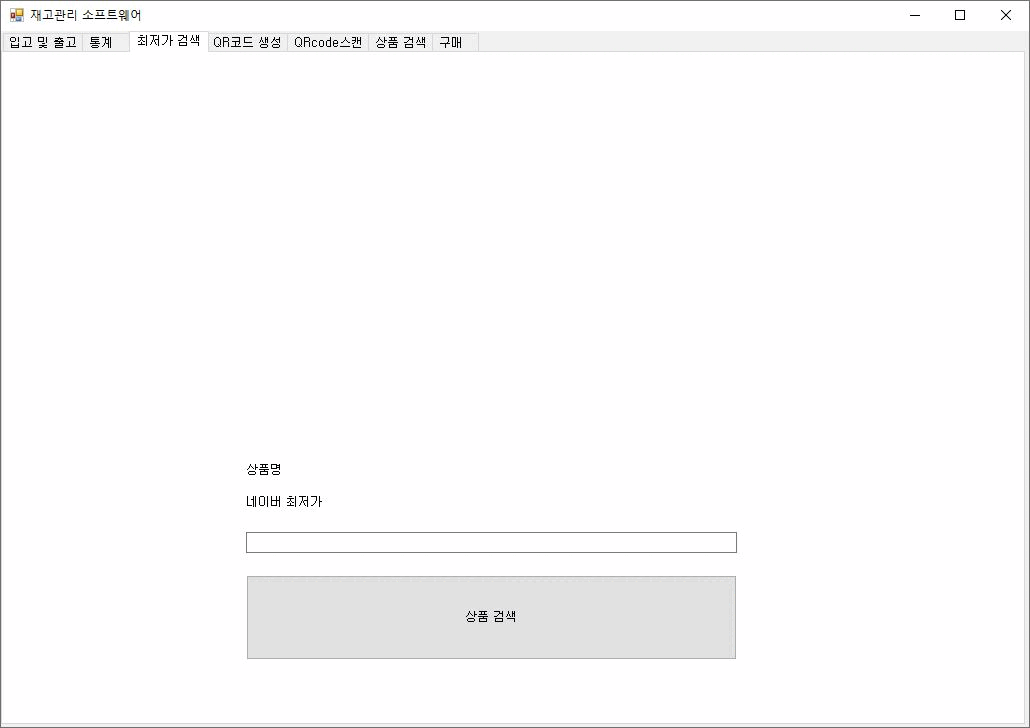 재고관리 소프트웨어
입고 및 출고 통계 최저가 검색 QR코드 생성 QRcode스캔 상품 검색 구매
상품명
네이버 최저가
상품 검색